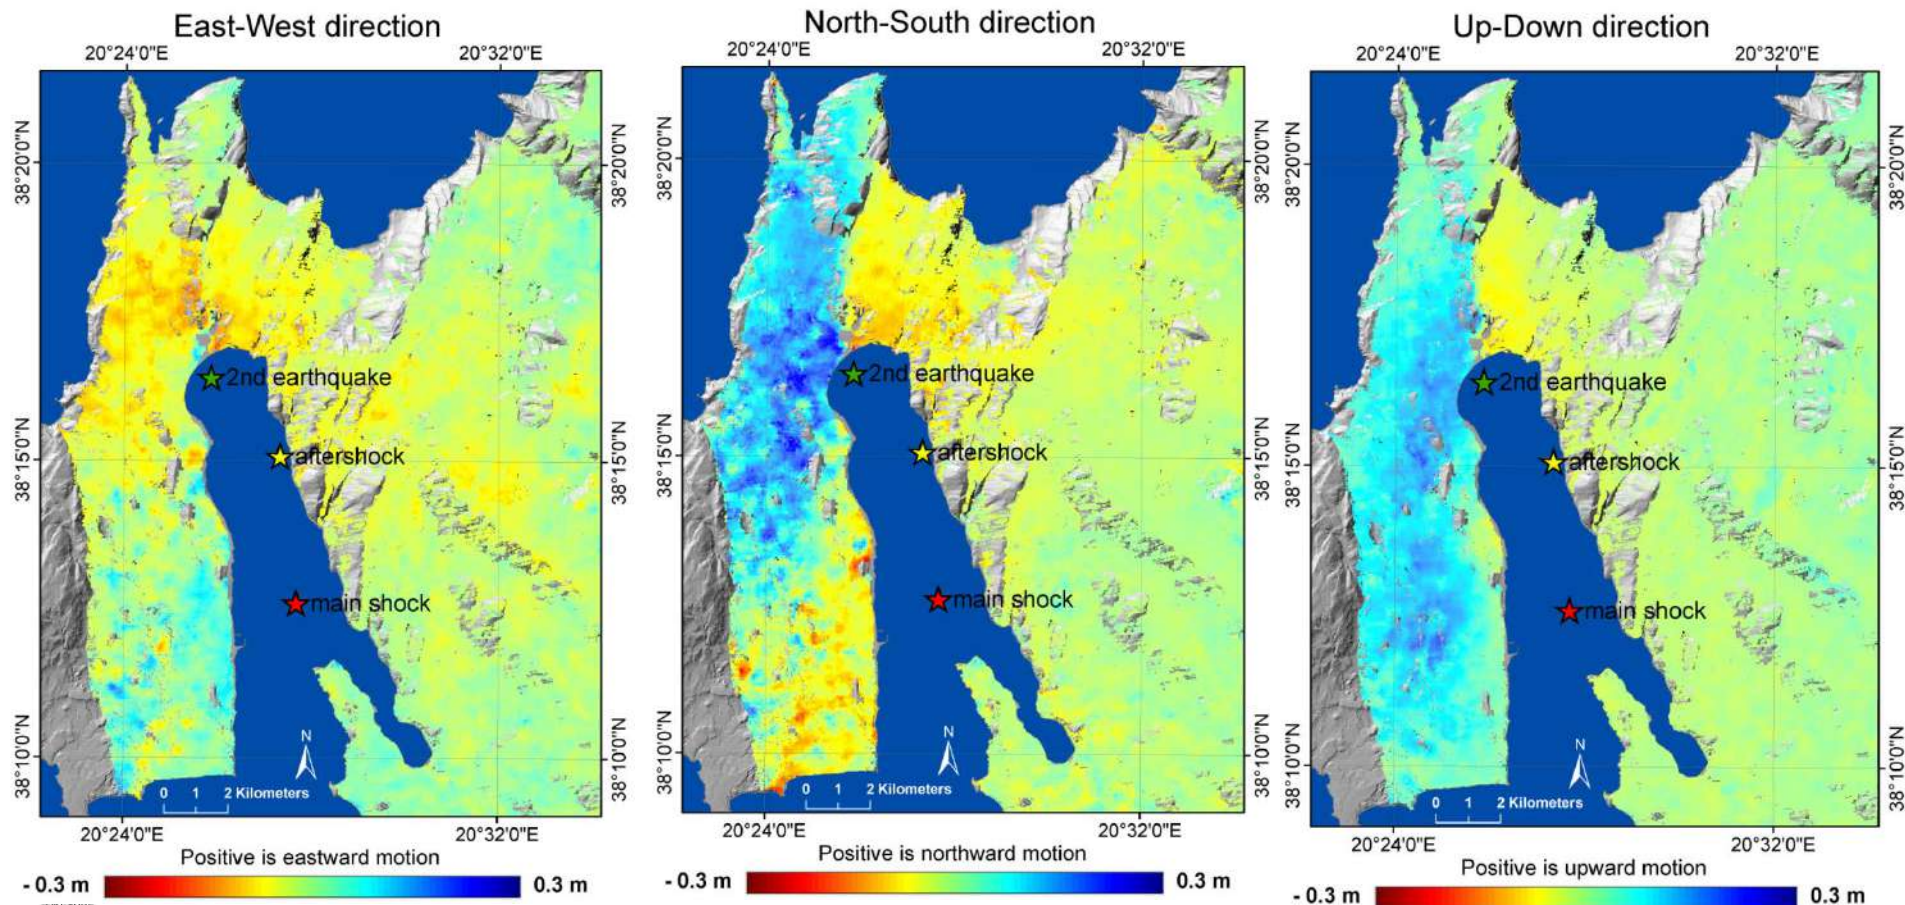 East-West direction
20°24'0"E 20°32'0"E
38°20'0"N 38°20'0"N
2nd earthquake
aftershock
38°15'0"N 38°15'0"N
main shock
38°10'0"N 38°10'0"N
N
0 1 2 Kilometers
20°24'0"E 20°32'0"E
Positive is eastward motion
- 0.3 m 0.3 m
North-South direction
20°24'0"E 20°32'0"E
38°20'0"N 38°20'0"N
2nd earthquake
aftershock
38°15'0"N 38°15'0"N
main shock
38°10'0"N 38°10'0"N
N
0 1 2 Kilometers
20°24'0"E 20°32'0"E
Positive is northward motion
- 0.3 m 0.3 m
Up-Down direction
20°24'0"E 20°32'0"E
38°20'0"N 38°20'0"N
2nd earthquake
aftershock
38°15'0"N 38°15'0"N
main shock
38°10'0"N 38°10'0"N
N
0 1 2 Kilometers
20°24'0"E 20°32'0"E
Positive is upward motion
- 0.3 m 0.3 m